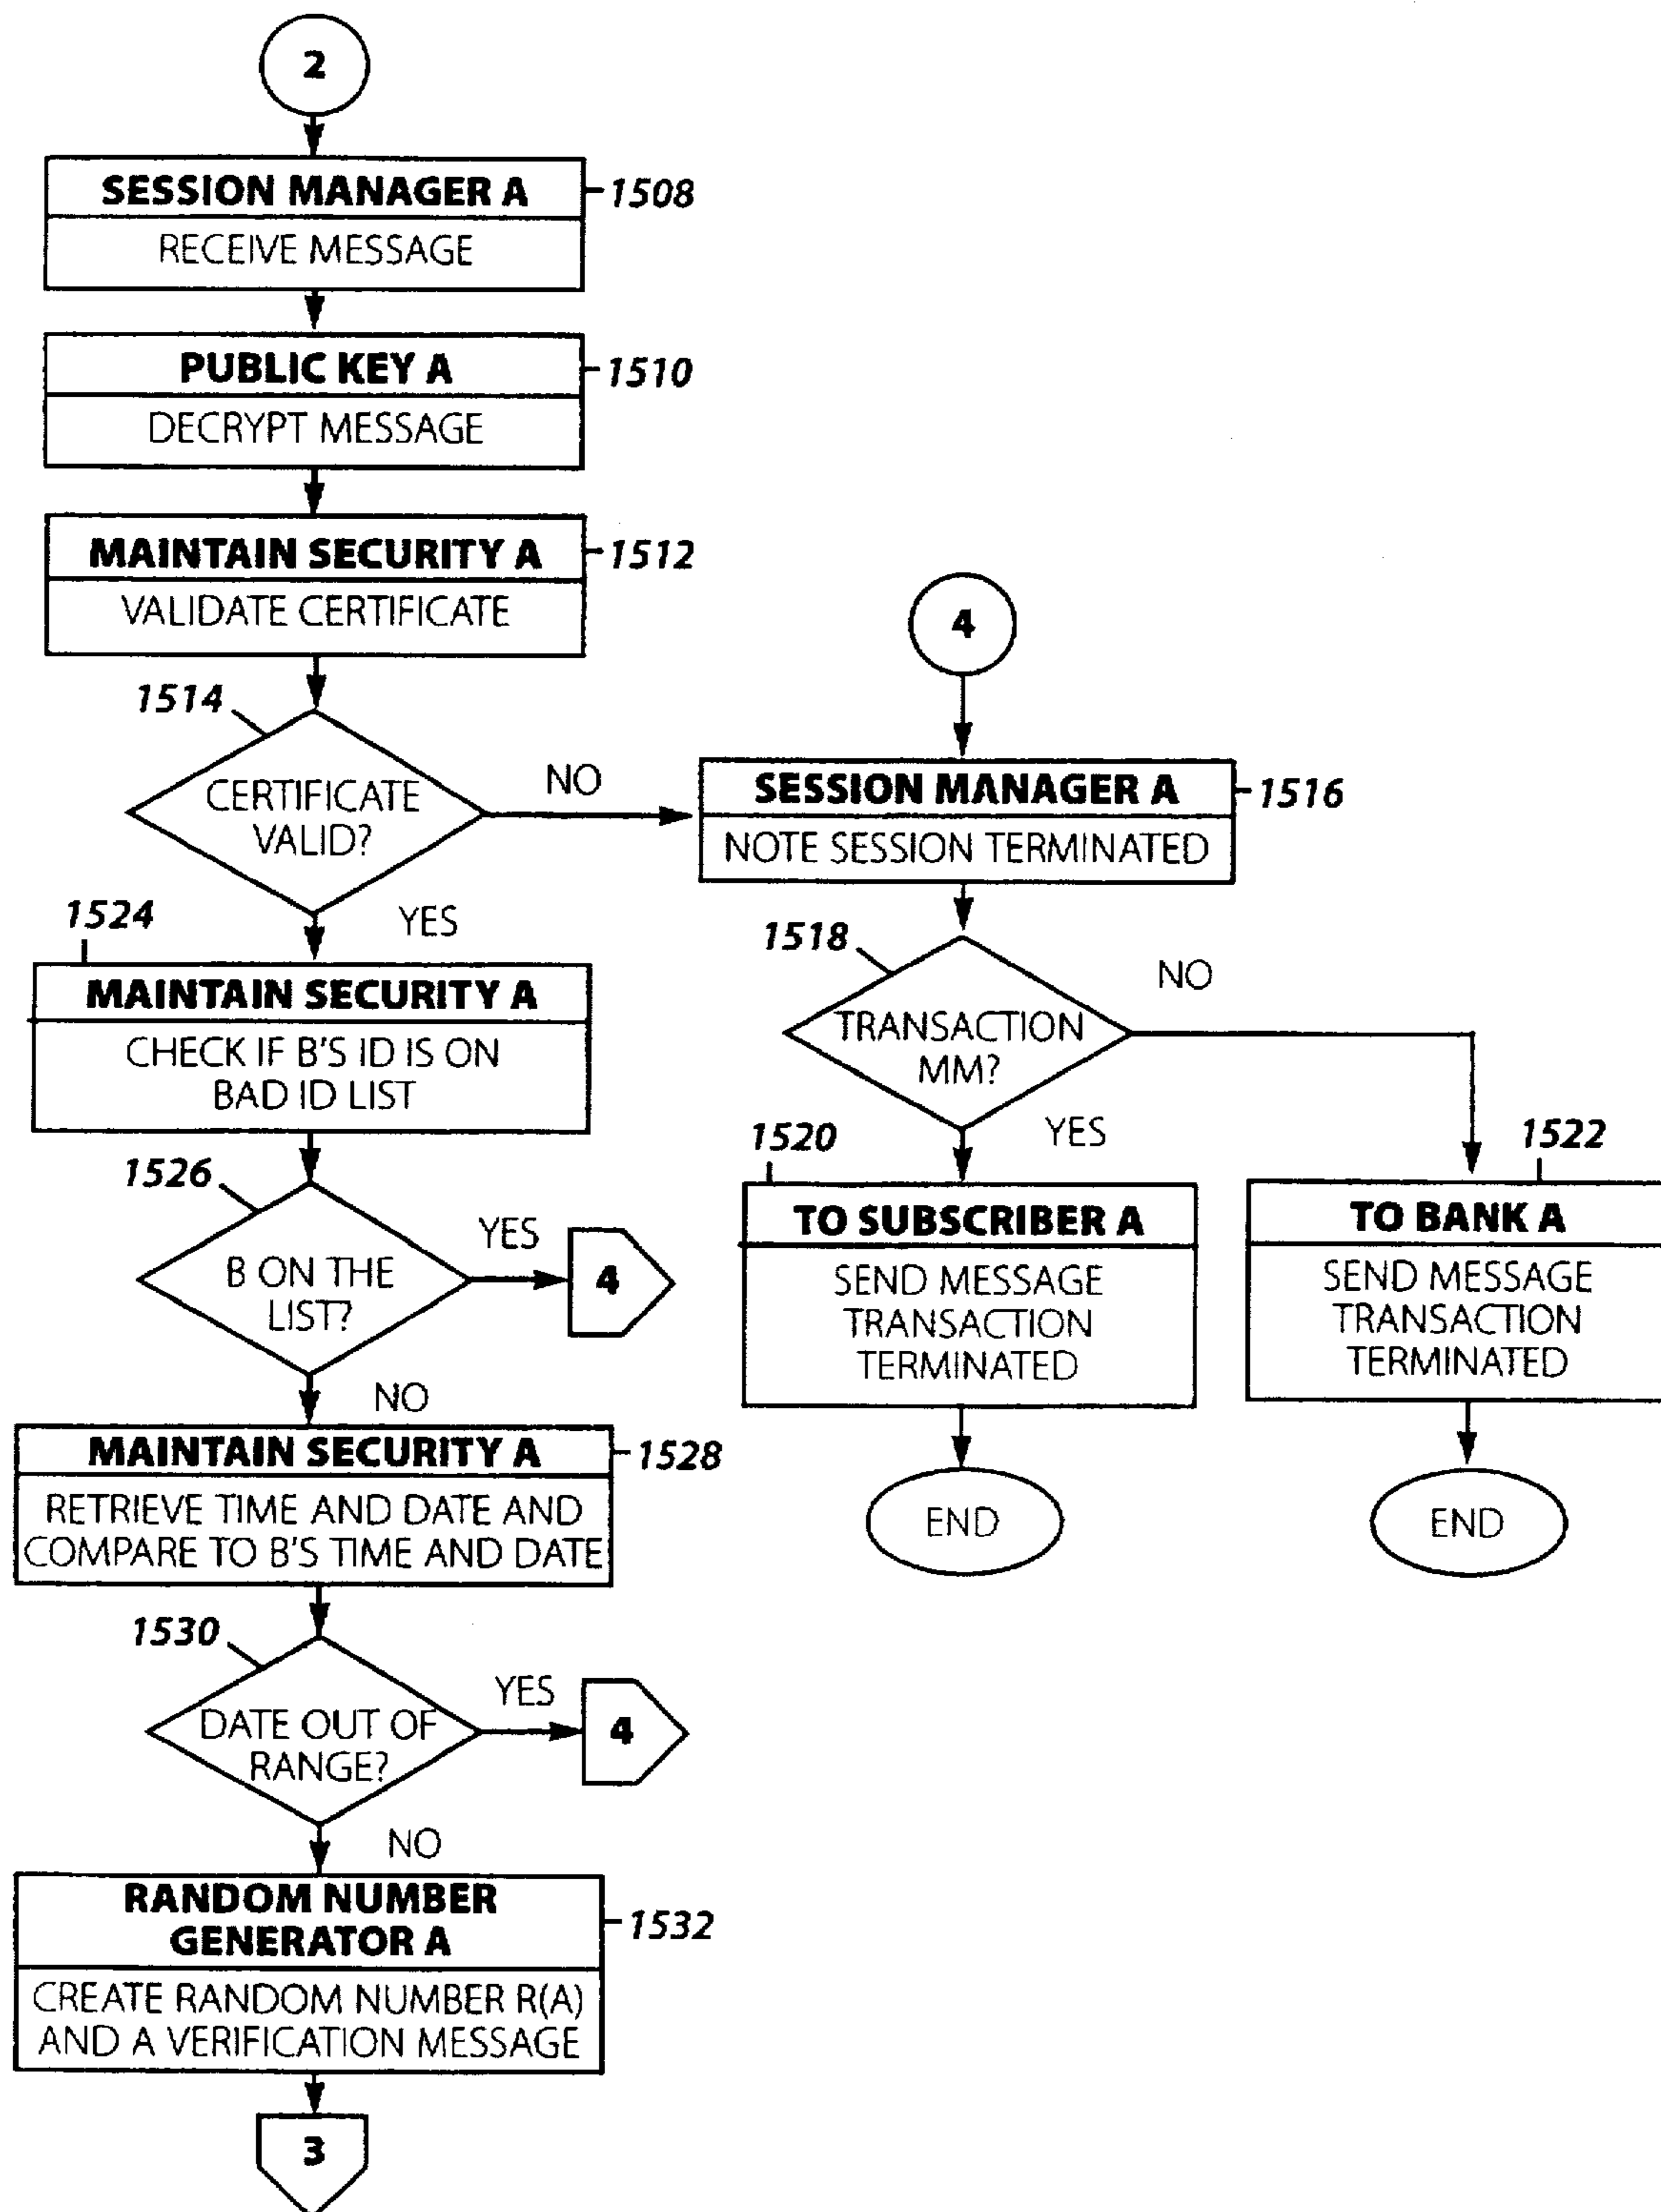 2
SESSION MANAGER A
1508
RECEIVE MESSAGE
PUBLIC KEY A
1510
DECRYPT MESSAGE
MAINTAIN SECURITY A
1512
VALIDATE CERTIFICATE
1514
CERTIFICATE
VALID?
NO
YES
4
SESSION MANAGER A
1516
NOTE SESSION TERMINATED
1518
TRANSACTION
MM?
NO
YES
1520
TO SUBSCRIBER A
SEND MESSAGE
TRANSACTION
TERMINATED
END
1522
TO BANK A
SEND MESSAGE
TRANSACTION
TERMINATED
END
1524
MAINTAIN SECURITY A
CHECK IF B'S ID IS ON
BAD ID LIST
1526
B ON THE
LIST?
YES
4
NO
MAINTAIN SECURITY A
1528
RETRIEVE TIME AND DATE AND
COMPARE TO B'S TIME AND DATE
1530
DATE OUT OF
RANGE?
YES
4
NO
RANDOM NUMBER
GENERATOR A
1532
CREATE RANDOM NUMBER R(A)
AND A VERIFICATION MESSAGE
3